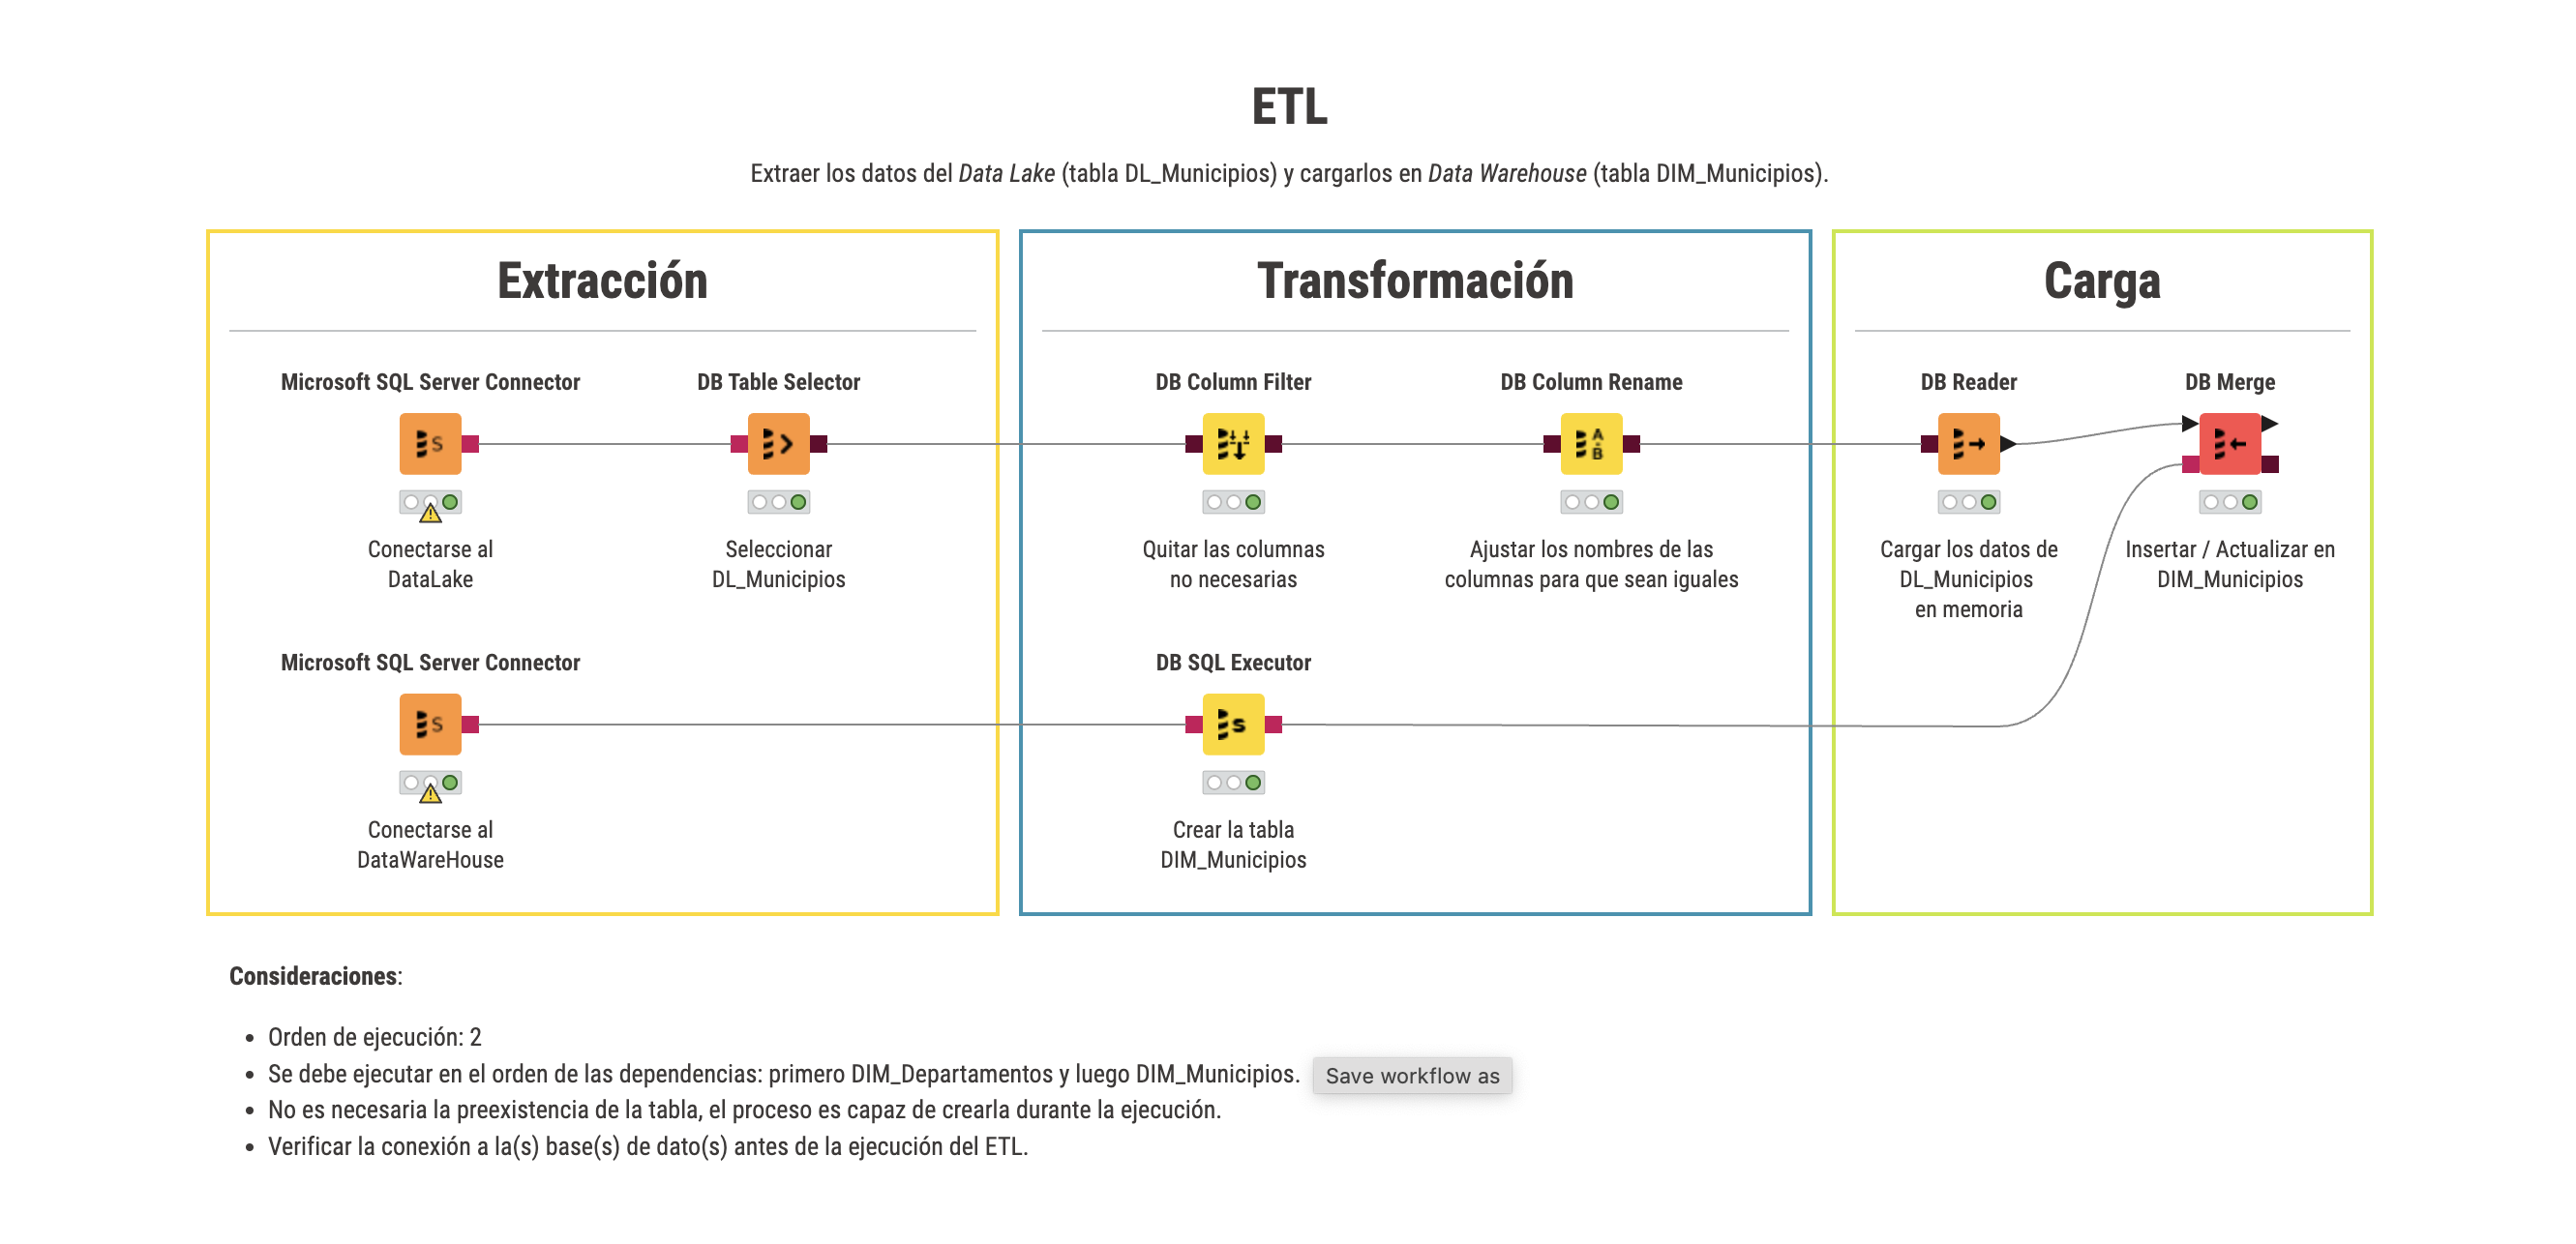 ETL
Extraer los datos del Data Lake (tabla DL_Municipios) y cargarlos en Data Warehouse (tabla DIM_Municipios).
Extracción
Microsoft SQL Server Connector
S
Conectarse al
DataLake
DB Table Selector
Seleccionar
DL_Municipios
Microsoft SQL Server Connector
S
Conectarse al
DataWareHouse
Transformación
DB Column Filter
Quitar las columnas
no necesarias
DB Column Rename
A
B
Ajustar los nombres de las
columnas para que sean iguales
DB SQL Executor
S
Crear la tabla
DIM_Municipios
Carga
DB Reader
Cargar los datos de
DL_Municipios
en memoria
DB Merge
Insertar / Actualizar en
DIM_Municipios
Consideraciones:
• Orden de ejecución: 2
• Se debe ejecutar en el orden de las dependencias: primero DIM_Departamentos y luego DIM_Municipios.
Save workflow as
• No es necesaria la preexistencia de la tabla, el proceso es capaz de crearla durante la ejecución.
• Verificar la conexión a la(s) base(s) de dato(s) antes de la ejecución del ETL.